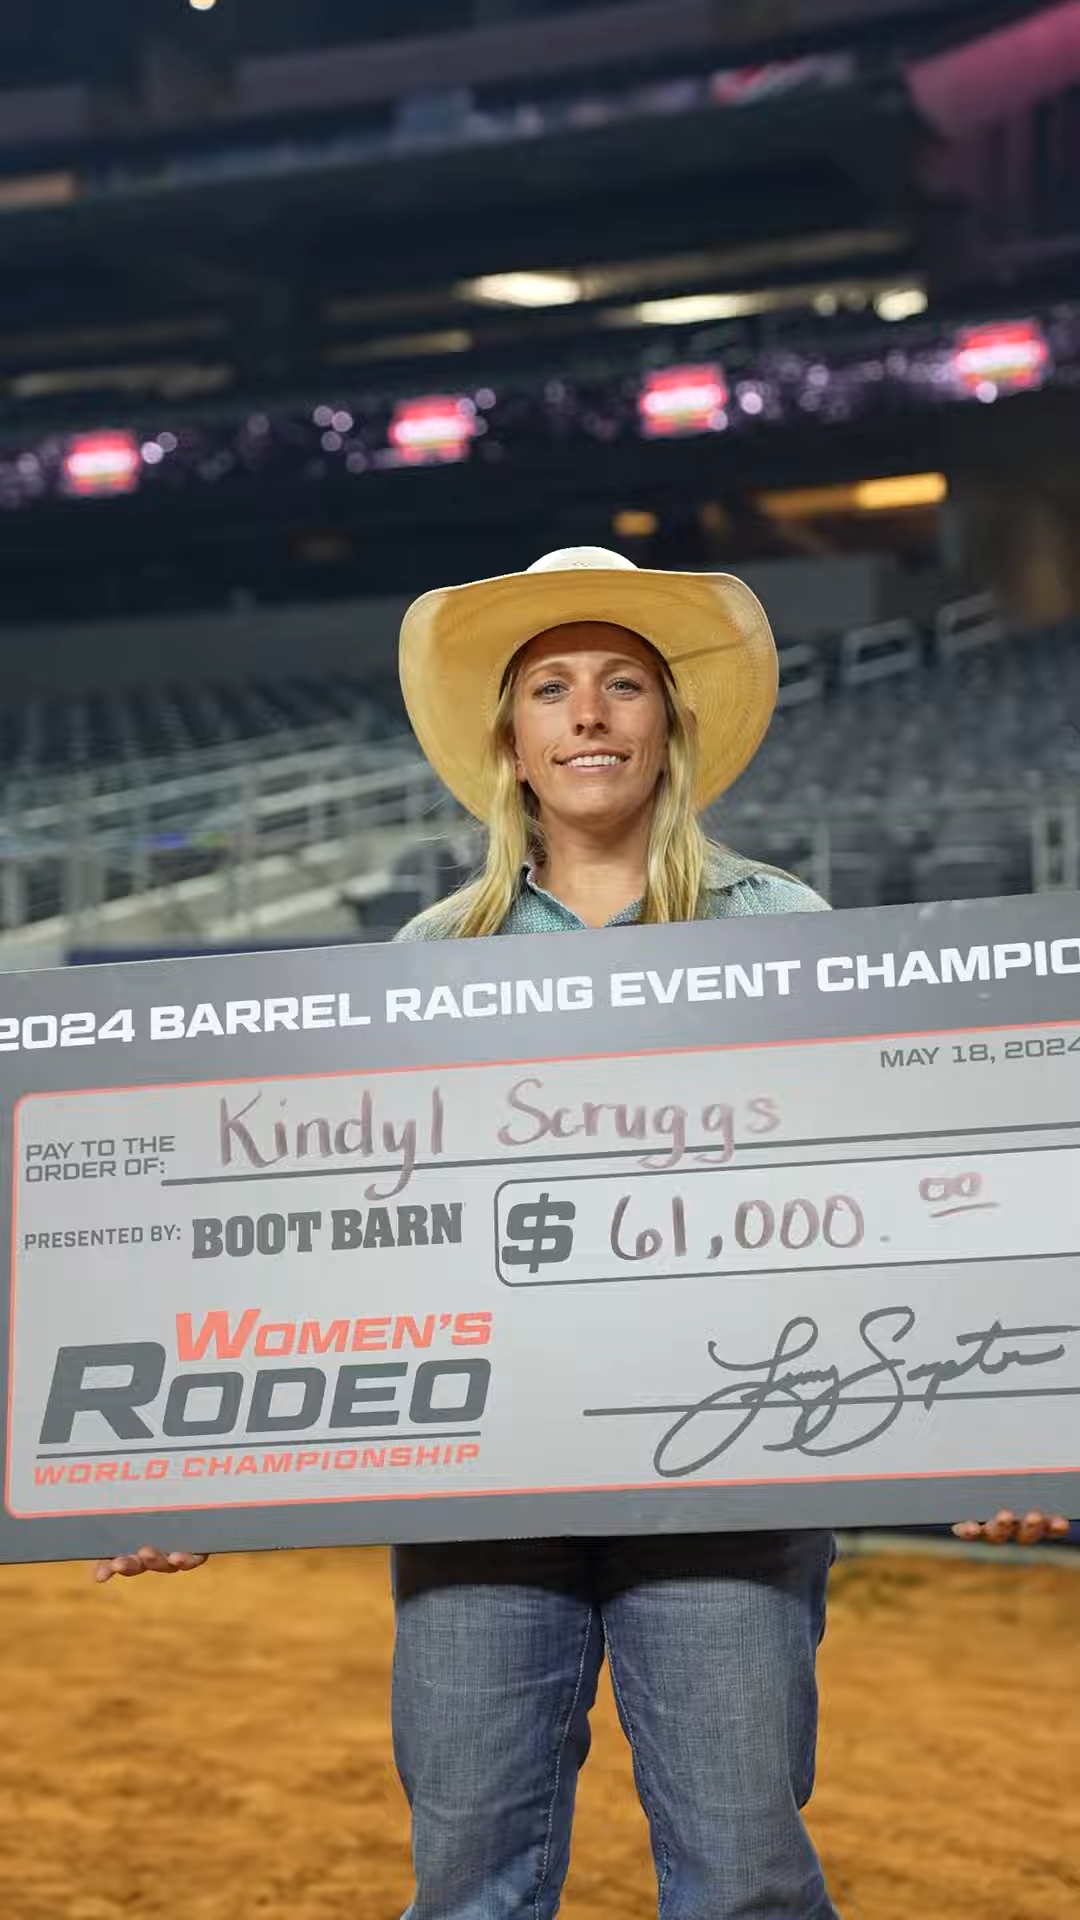 2024 BARREL RACING EVENT CHAMPIO
MAY 18, 2024
PAY TO THE
ORDER OF: Kindyl Scruggs
PRESENTED BY: BOOT BARN $ 61,000.00
WOMEN'S
RODEO
WORLD CHAMPIONSHIP